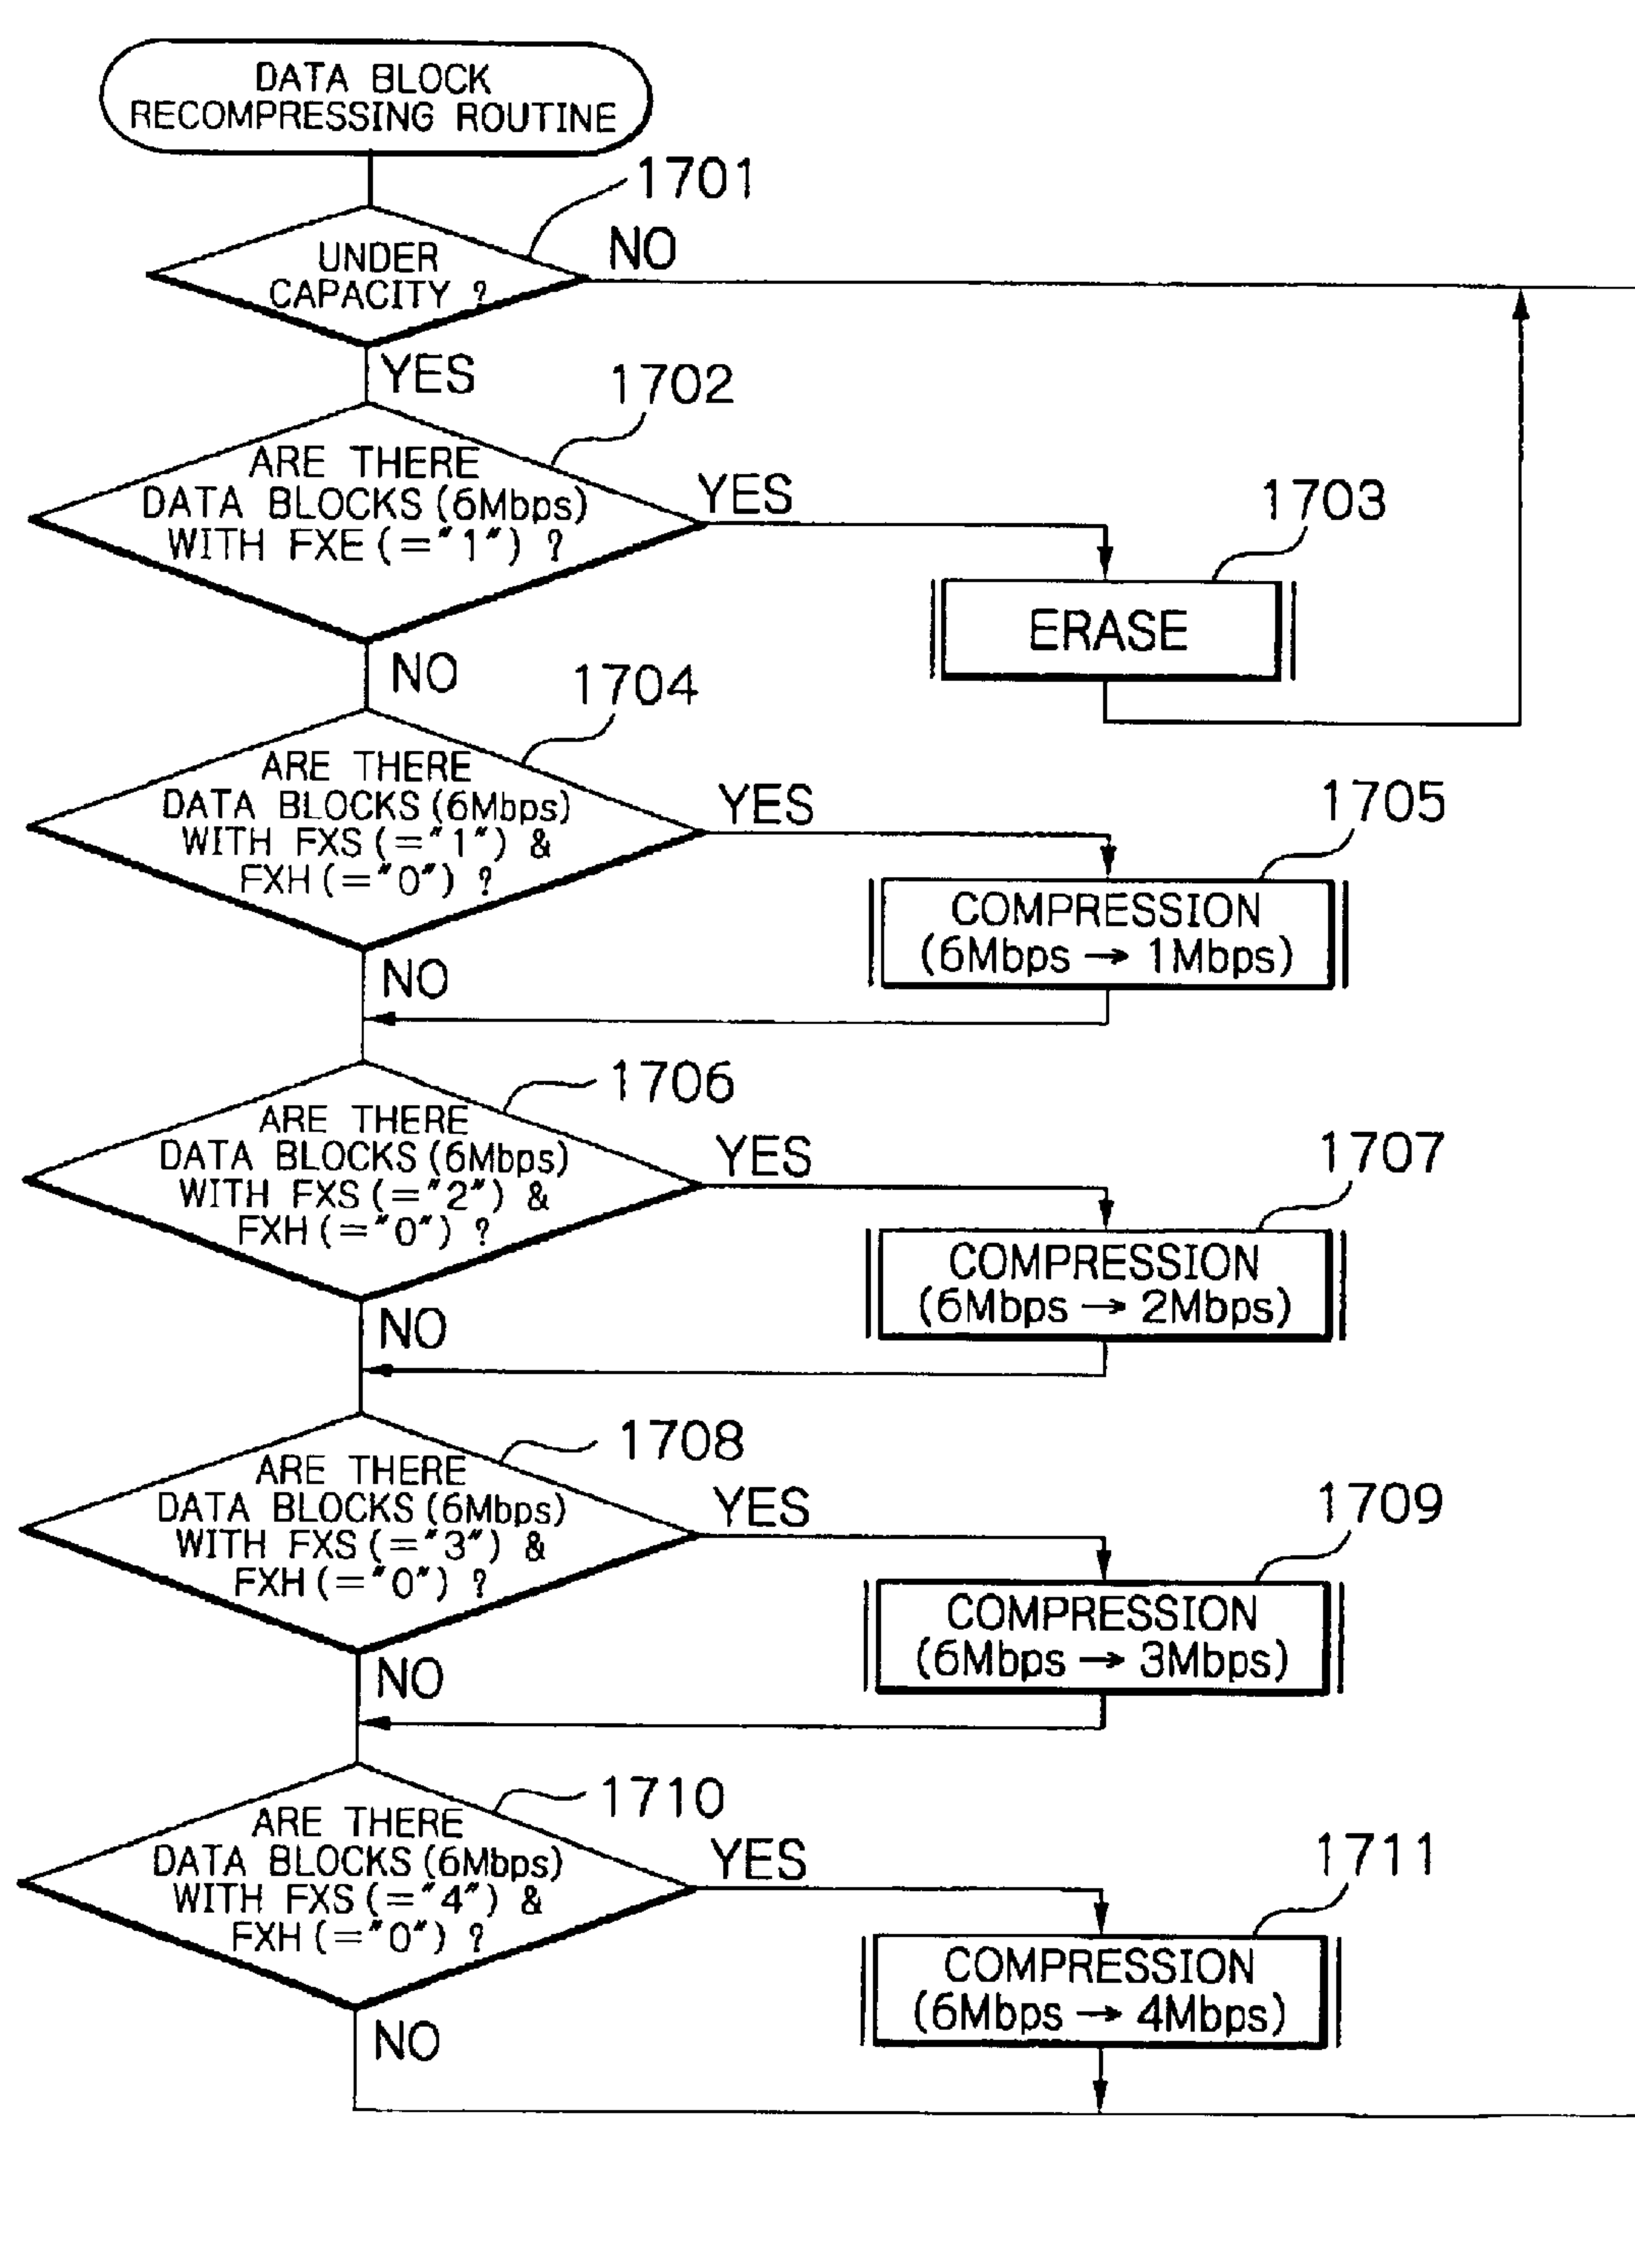 DATA BLOCK
RECOMPRESSING ROUTINE
1701
UNDER
CAPACITY ?
NO
YES
1702
ARE THERE
DATA BLOCKS (6Mbps)
WITH FXE (="1") ?
YES
1703
ERASE
NO
1704
ARE THERE
DATA BLOCKS (6Mbps)
WITH FXS (="1") &
FXH (="0") ?
YES
1705
COMPRESSION
(6Mbps → 1Mbps)
NO
1706
ARE THERE
DATA BLOCKS (6Mbps)
WITH FXS (="2") &
FXH (="0") ?
YES
1707
COMPRESSION
(6Mbps → 2Mbps)
NO
1708
ARE THERE
DATA BLOCKS (6Mbps)
WITH FXS (="3") &
FXH (="0") ?
YES
1709
COMPRESSION
(6Mbps → 3Mbps)
NO
1710
ARE THERE
DATA BLOCKS (6Mbps)
WITH FXS (="4") &
FXH (="0") ?
YES
1711
COMPRESSION
(6Mbps → 4Mbps)
NO